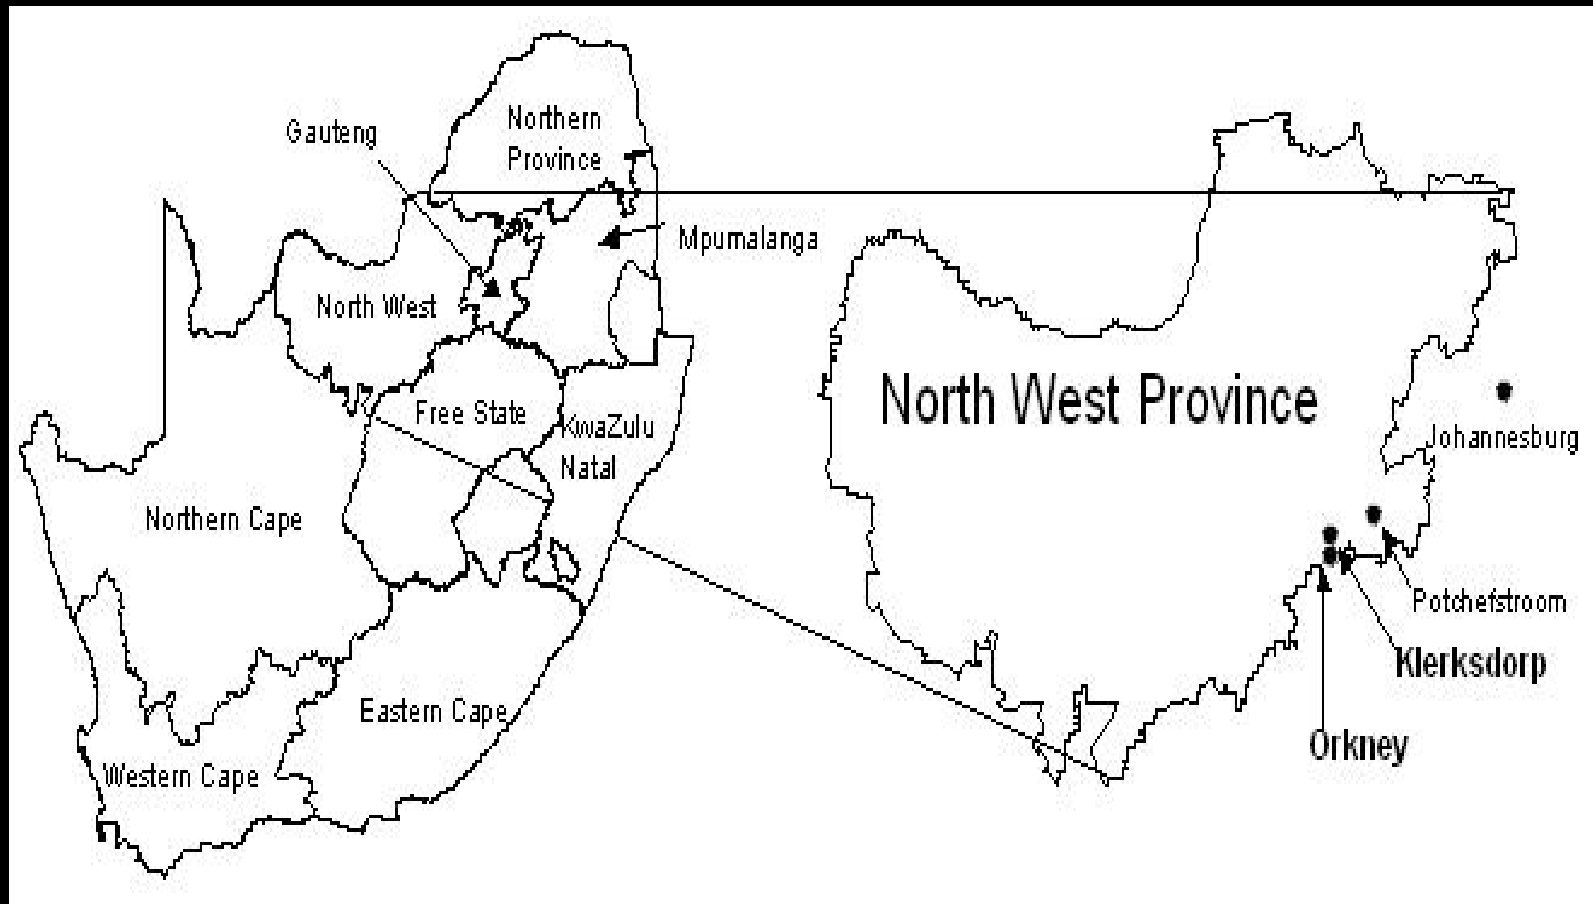 Northern
Province
Gauteng
Mpumalanga
North West
Free State
KwaZulu
Natal
Northern Cape
Eastern Cape
Western Cape
North West Province
Johannesburg
Potchefstroom
Klerksdorp
Orkney